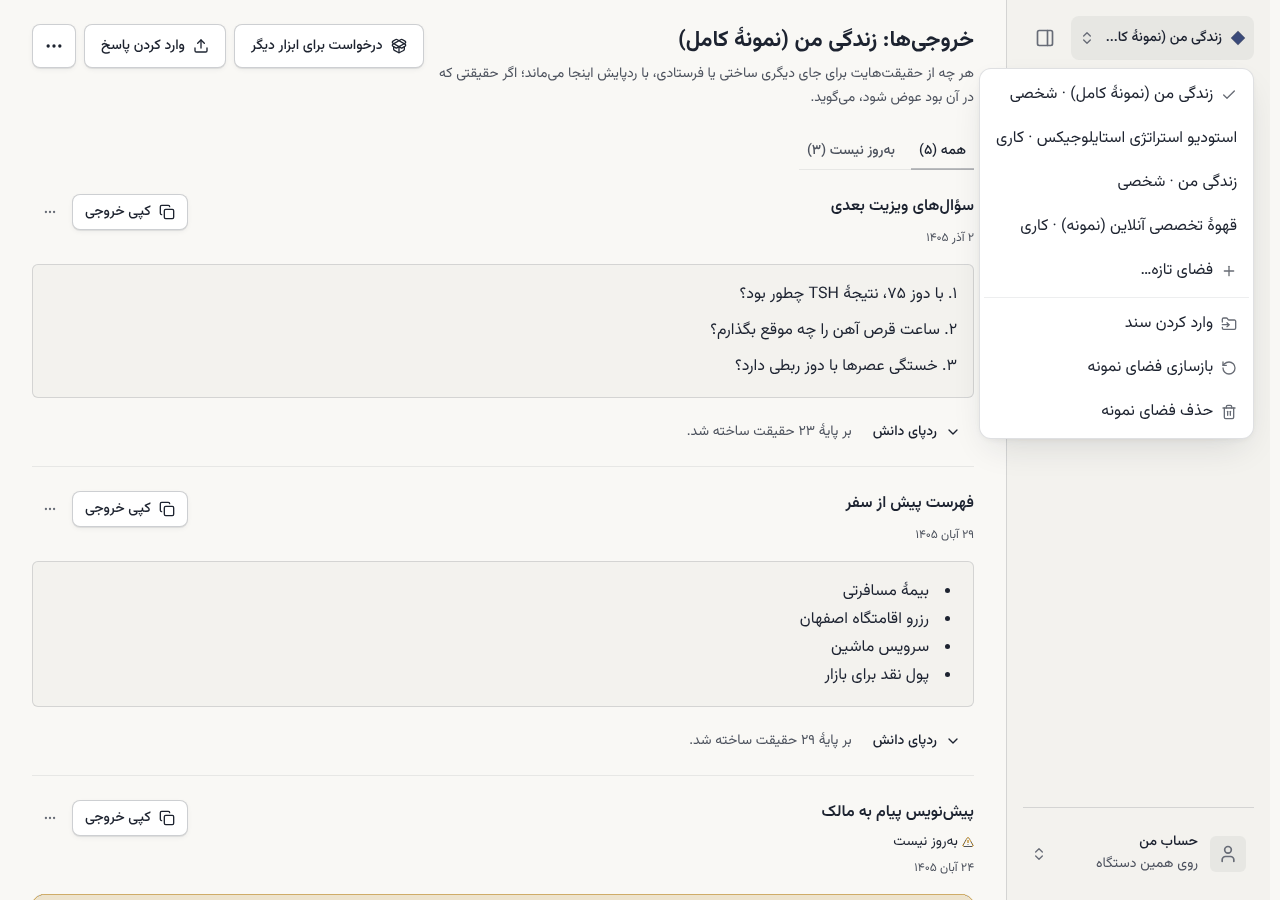 زندگی من (نمونهٔ کا...
زندگی من (نمونهٔ کامل) · شخصی
استودیو استراتژی استایلوجیکس · کاری
زندگی من · شخصی
قهوهٔ تخصصی آنلاین (نمونه) · کاری
فضای تازه…
وارد کردن سند
بازسازی فضای نمونه
حذف فضای نمونه
حساب من
روی همین دستگاه
خروجی‌ها: زندگی من (نمونهٔ کامل)
هر چه از حقیقت‌هایت برای جای دیگری ساختی یا فرستادی، با ردپایش اینجا می‌ماند؛ اگر حقیقتی که
در آن بود عوض شود، می‌گوید.
درخواست برای ابزار دیگر
وارد کردن پاسخ
همه (۵)
به‌روز نیست (۳)
سؤال‌های ویزیت بعدی
۲ آذر ۱۴۰۵
کپی خروجی
۱. با دوز ۷۵، نتیجهٔ TSH چطور بود؟
۲. ساعت قرص آهن را چه موقع بگذارم؟
۳. خستگی عصرها با دوز ربطی دارد؟
ردپای دانش
بر پایهٔ ۲۳ حقیقت ساخته شد.
فهرست پیش از سفر
۲۹ آبان ۱۴۰۵
کپی خروجی
• بیمهٔ مسافرتی
• رزرو اقامتگاه اصفهان
• سرویس ماشین
• پول نقد برای بازار
ردپای دانش
بر پایهٔ ۲۹ حقیقت ساخته شد.
پیش‌نویس پیام به مالک
به‌روز نیست
۲۴ آبان ۱۴۰۵
کپی خروجی